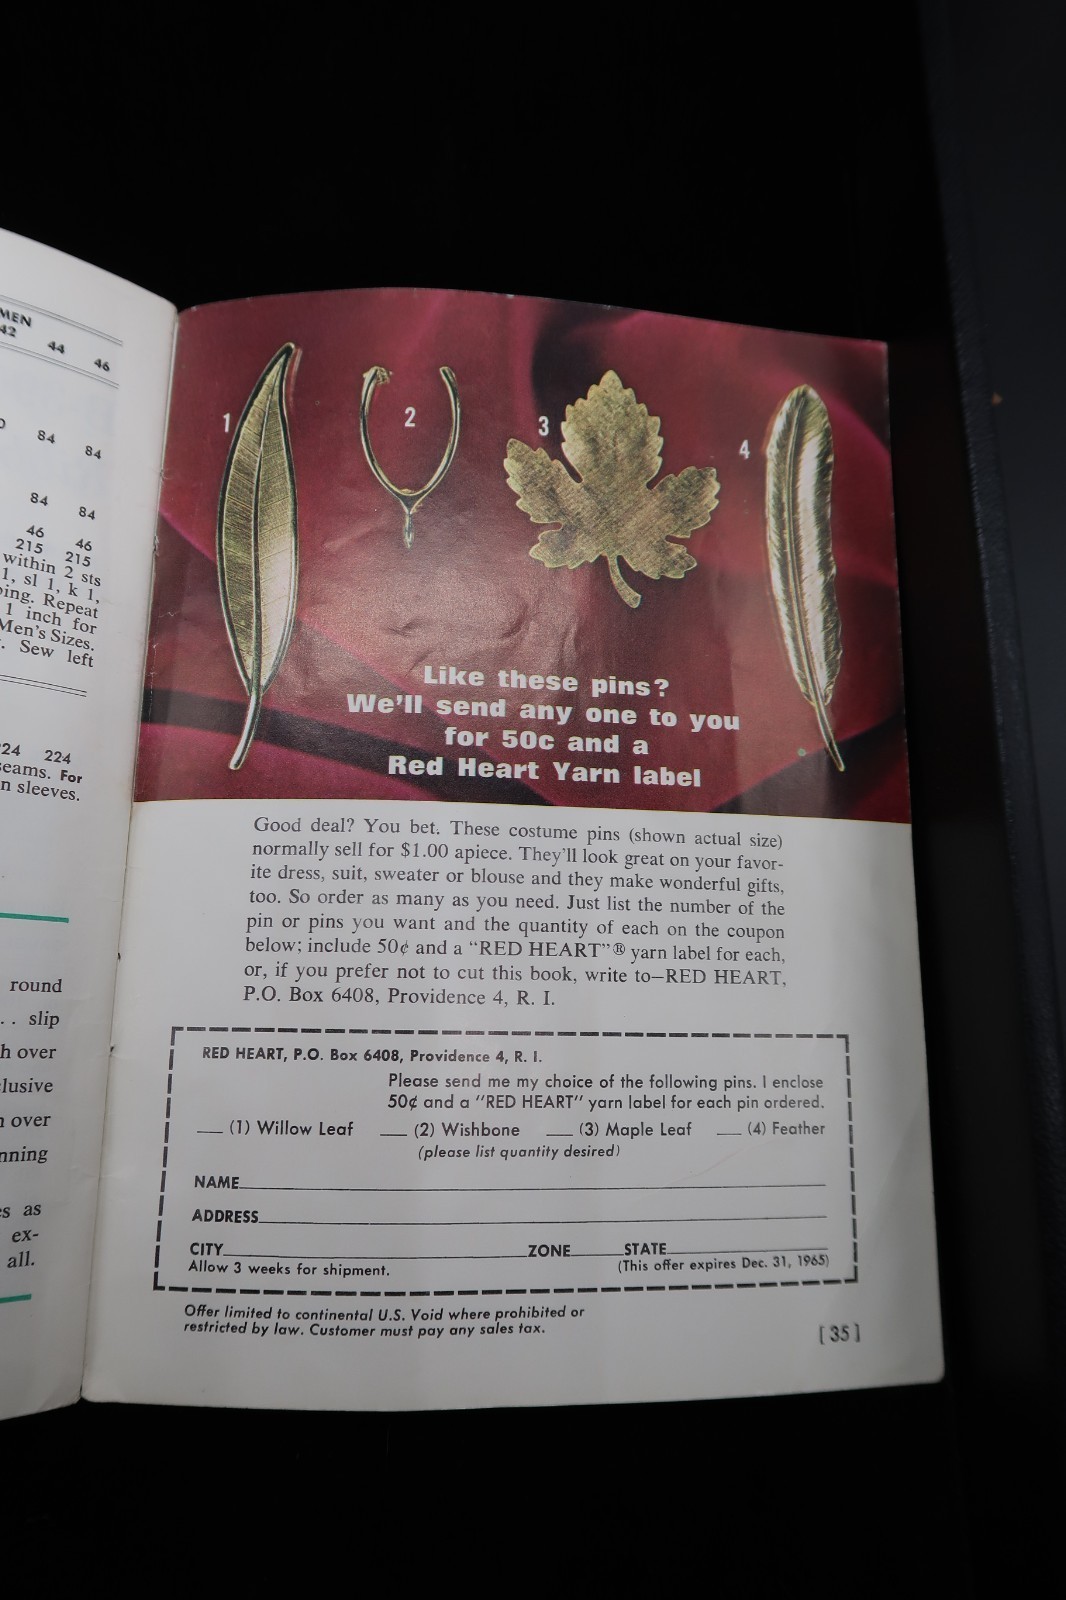 MEN
42 44 46
84 84
84 84
46 46
215 215
within 2 sts
1, sl 1, k 1,
Repeat
1 inch for
Men's Sizes.
Sew left
224 224
seams. For
n sleeves.
round
. . slip
over
over
as
ex-
all.
1
2
3
4
Like these pins?
We'll send any one to you
for 50c and a
Red Heart Yarn label
Good deal? You bet. These costume pins (shown actual size)
normally sell for $1.00 apiece. They'll look great on your favor-
ite dress, suit, sweater or blouse and they make wonderful gifts,
too. So order as many as you need. Just list the number of the
pin or pins you want and the quantity of each on the coupon
below; include 50¢ and a "RED HEART"® yarn label for each,
or, if you prefer not to cut this book, write to—RED HEART,
P.O. Box 6408, Providence 4, R. I.
RED HEART, P.O. Box 6408, Providence 4, R. I.
Please send me my choice of the following pins. I enclose
50¢ and a "RED HEART" yarn label for each pin ordered.
___ (1) Willow Leaf ___ (2) Wishbone ___ (3) Maple Leaf ___ (4) Feather
(please list quantity desired)
NAME
ADDRESS
CITY ZONE STATE
Allow 3 weeks for shipment. (This offer expires Dec. 31, 1965)
Offer limited to continental U.S. Void where prohibited or
restricted by law. Customer must pay any sales tax.
[35]